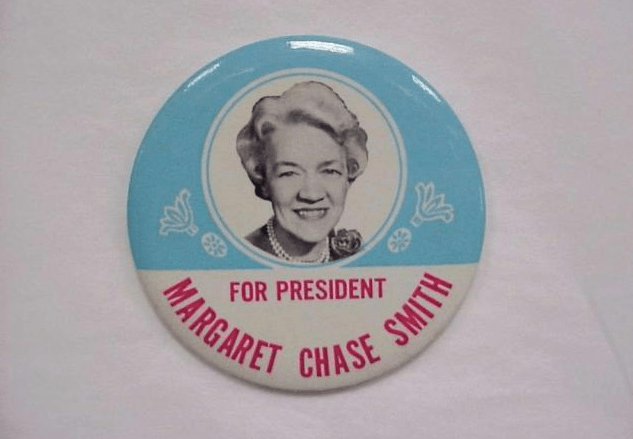 FOR PRESIDENT
MARGARET CHASE SMITH